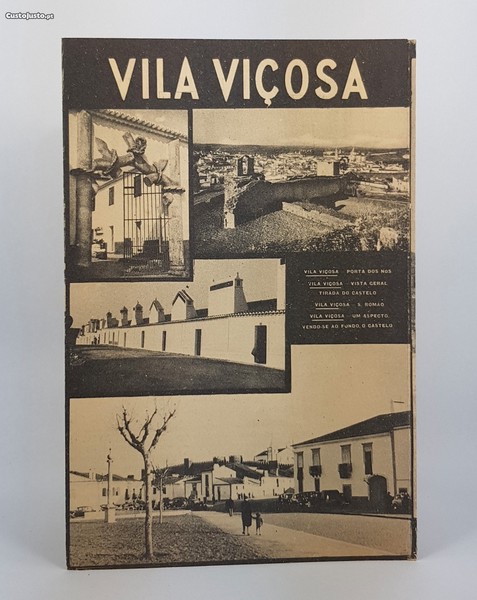 CustoJusto.pt
VILA VIÇOSA
VILA VIÇOSA - PORTA DOS NOS
VILA VIÇOSA - VISTA GERAL
TIRADA DO CASTELO
VILA VIÇOSA - S. ROMÃO
VILA VIÇOSA - UM ASPECTO,
VENDO-SE AO FUNDO, O CASTELO